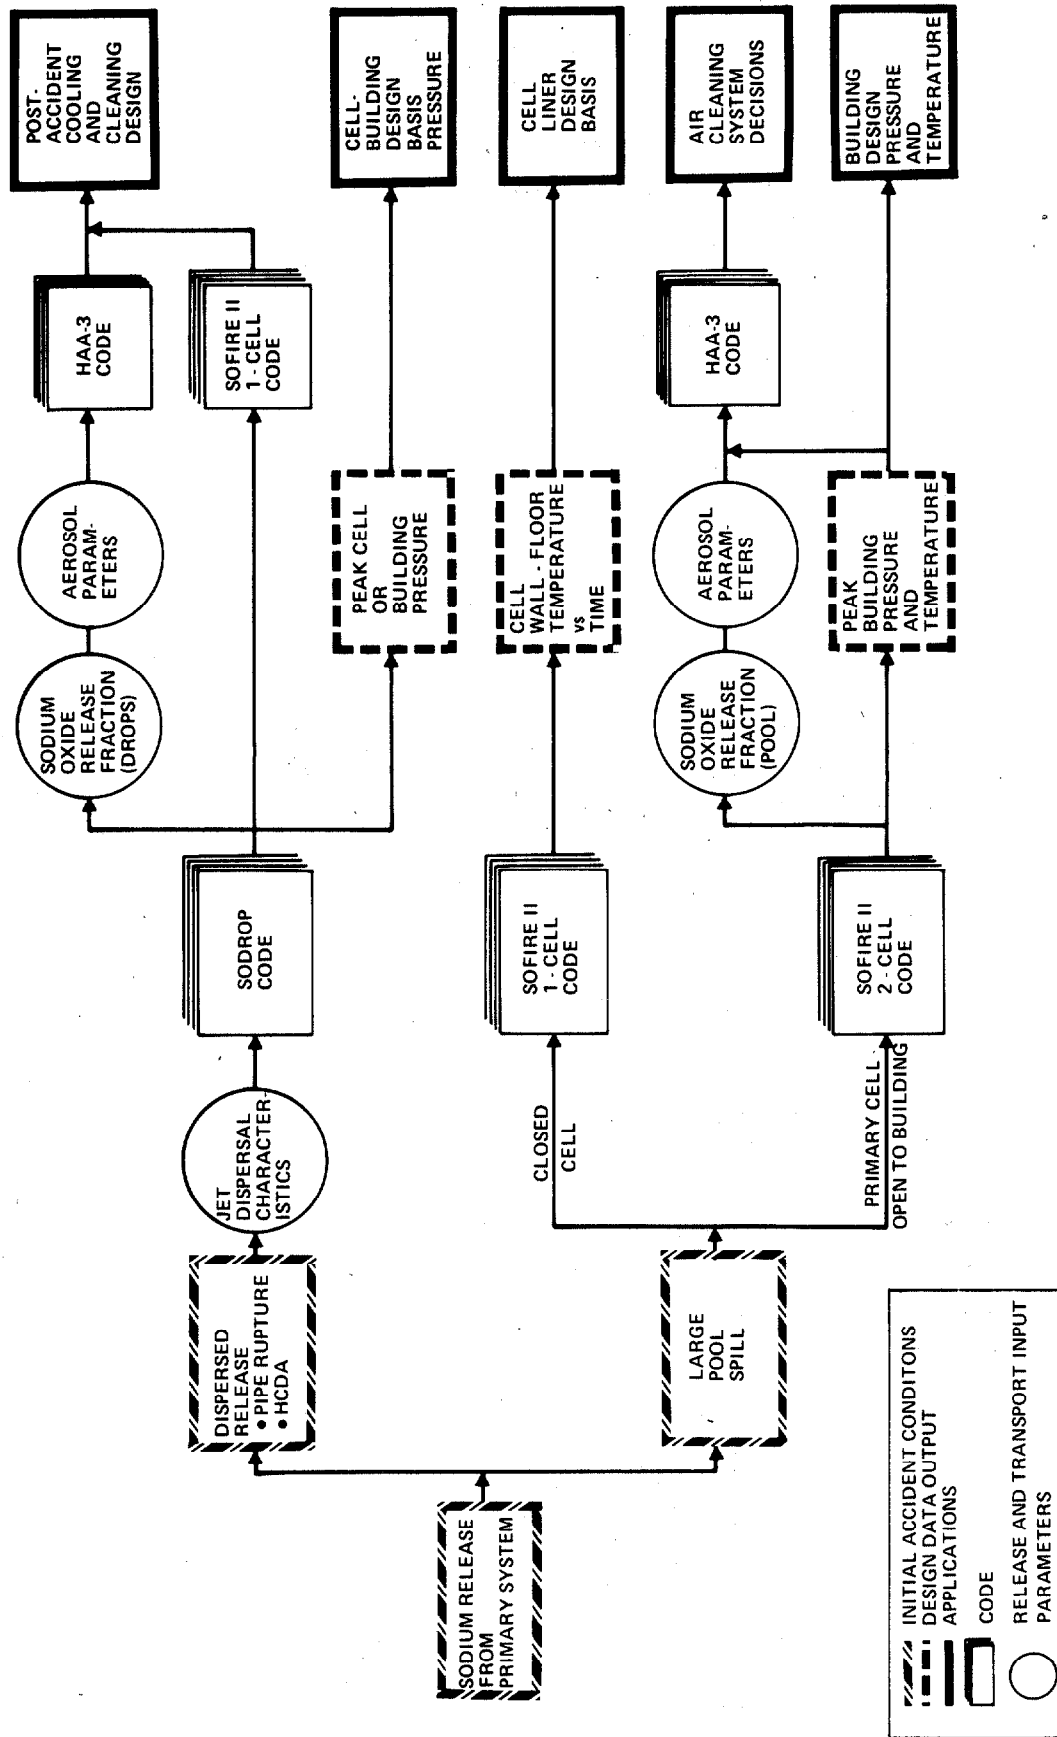 SODIUM RELEASE
FROM
PRIMARY SYSTEM
DISPERSED
RELEASE
• PIPE RUPTURE
• HCDA
LARGE
POOL
SPILL
JET
DISPERSAL
CHARACTER-
ISTICS
CLOSED
CELL
PRIMARY CELL
OPEN TO BUILDING
SODROP
CODE
SOFIRE II
1 - CELL
CODE
SOFIRE II
2 - CELL
CODE
SODIUM
OXIDE
RELEASE
FRACTION
(DROPS)
AEROSOL
PARAM-
ETERS
HAA-3
CODE
SOFIRE II
1 - CELL
CODE
PEAK CELL
OR
BUILDING
PRESSURE
CELL
WALL - FLOOR
TEMPERATURE
vs
TIME
SODIUM
OXIDE
RELEASE
FRACTION
(POOL)
AEROSOL
PARAM-
ETERS
HAA-3
CODE
PEAK
BUILDING
PRESSURE
AND
TEMPERATURE
POST-
ACCIDENT
COOLING
AND
CLEANING
DESIGN
CELL-
BUILDING
DESIGN
BASIS
PRESSURE
CELL
LINER DESIGN
BASIS
AIR
CLEANING
SYSTEM
DECISIONS
BUILDING
DESIGN
PRESSURE
AND
TEMPERATURE
INITIAL ACCIDENT CONDITONS
DESIGN DATA OUTPUT
APPLICATIONS
CODE
RELEASE AND TRANSPORT INPUT
PARAMETERS